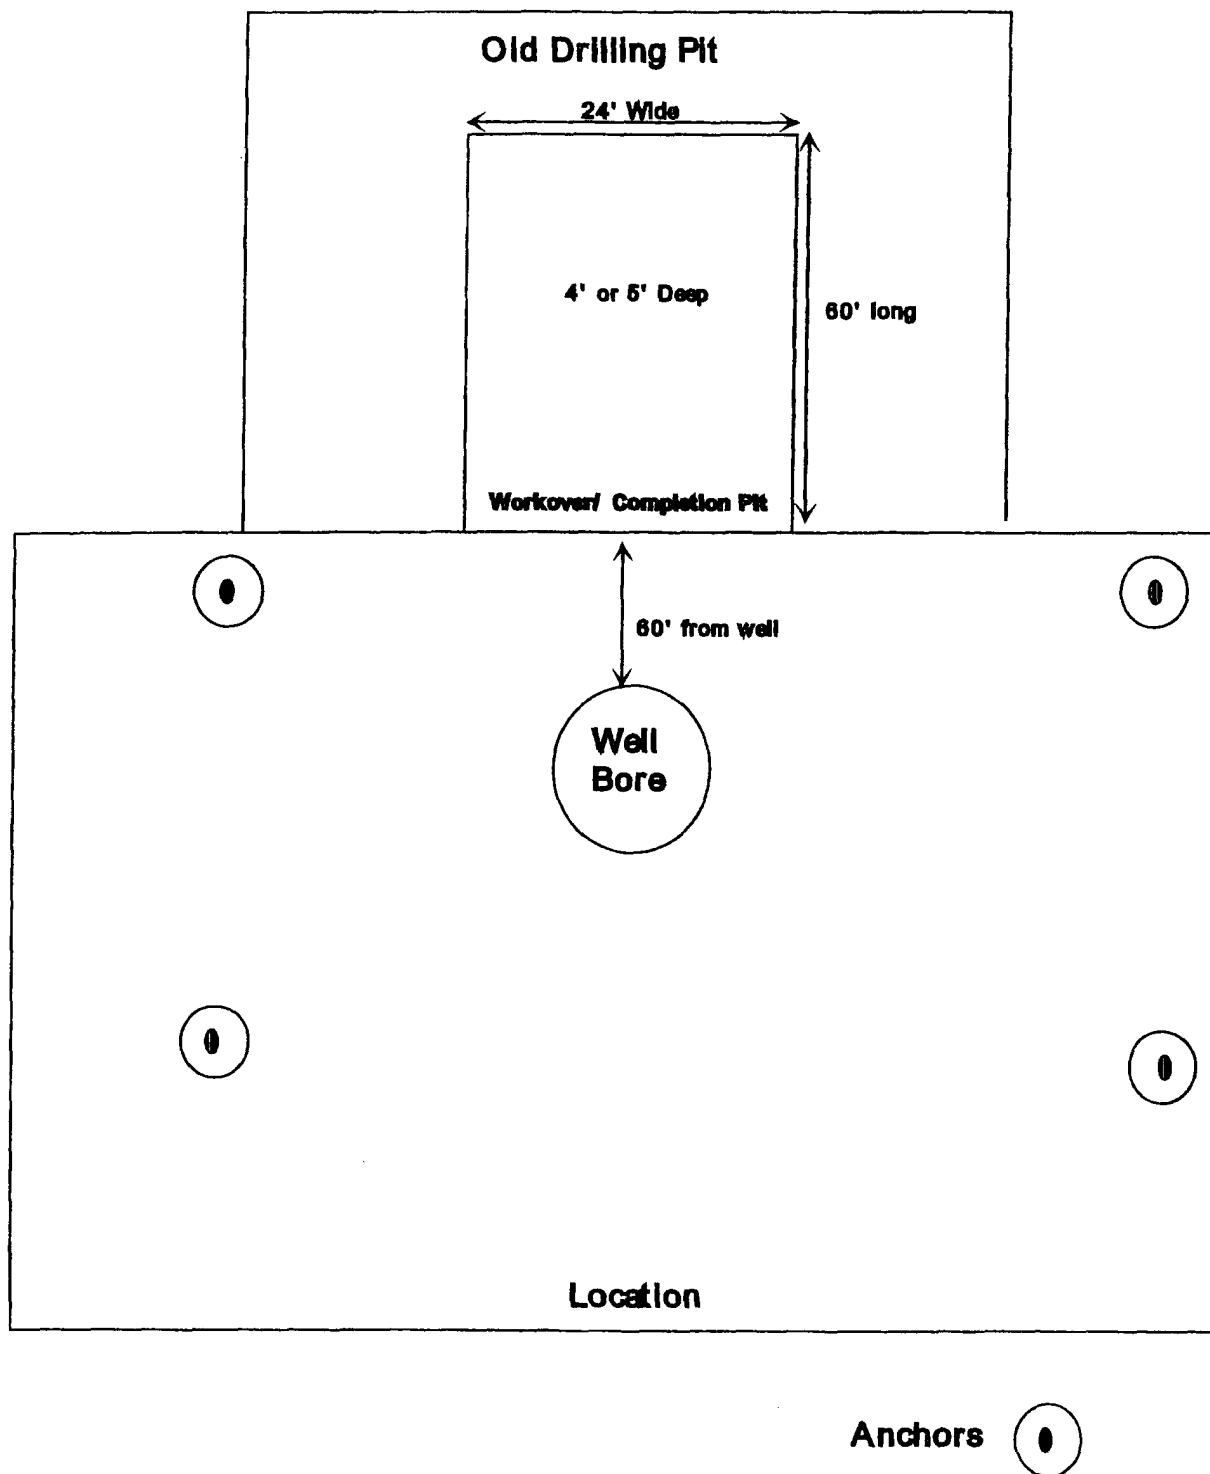 Old Drilling Pit
24' Wide
4' or 5' Deep
60' long
Workover/ Completion Pit
60' from well
Well
Bore
Location
Anchors